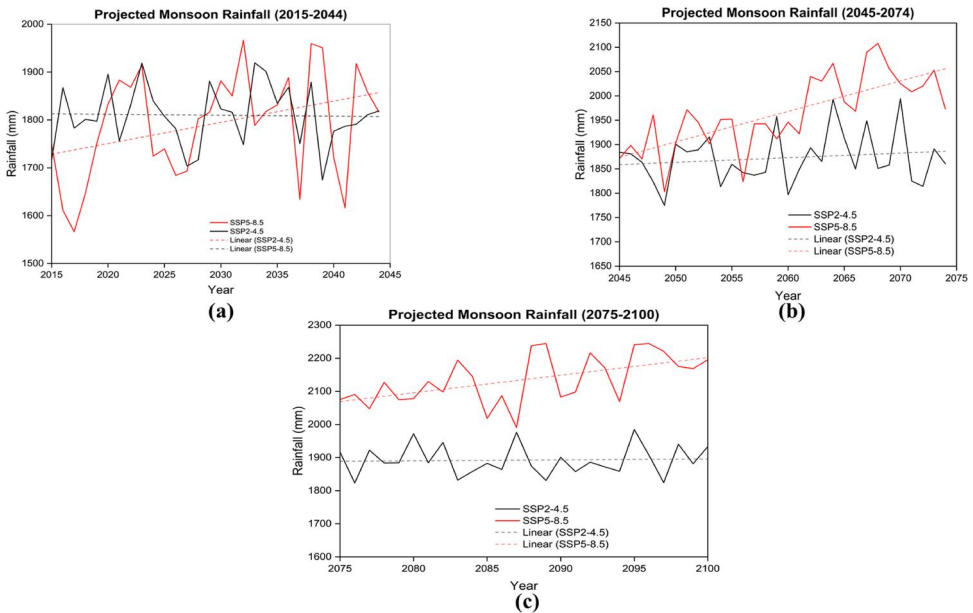 Projected Monsoon Rainfall (2015-2044)
2000
1900
1800
1700
1600
1500
Rainfall (mm)
SSP5-8.5
SSP2-4.5
Linear (SSP2-4.5)
Linear (SSP5-8.5)
2015 2020 2025 2030 2035 2040 2045
Year
(a)
Projected Monsoon Rainfall (2045-2074)
2150
2100
2050
2000
1950
1900
1850
1800
1750
1700
1650
Rainfall (mm)
SSP2-4.5
SSP5-8.5
Linear (SSP2-4.5)
Linear (SSP5-8.5)
2045 2050 2055 2060 2065 2070 2075
Year
(b)
Projected Monsoon Rainfall (2075-2100)
2300
2200
2100
2000
1900
1800
1700
1600
Rainfall (mm)
SSP2-4.5
SSP5-8.5
Linear (SSP2-4.5)
Linear (SSP5-8.5)
2075 2080 2085 2090 2095 2100
Year
(c)